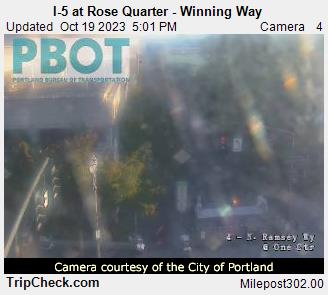 I-5 at Rose Quarter - Winning Way
Updated Oct 19 2023 5:01 PM Camera 4
PBOT
PORTLAND BUREAU OF TRANSPORTATION
4 - N. Ramsey Wy
@ One Ctr
Camera courtesy of the City of Portland
TripCheck.com Milepost302.00